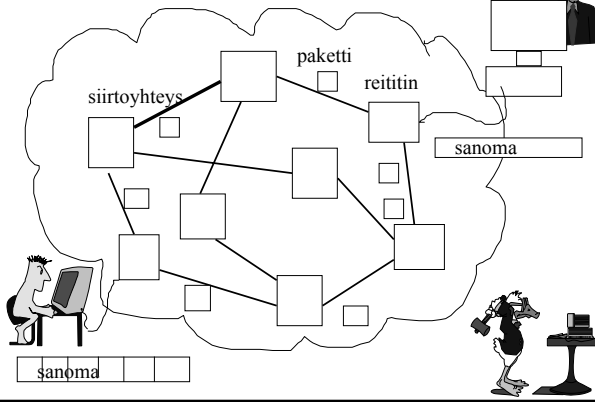 paketti
reititin
siirtoyhteys
sanoma
sanoma